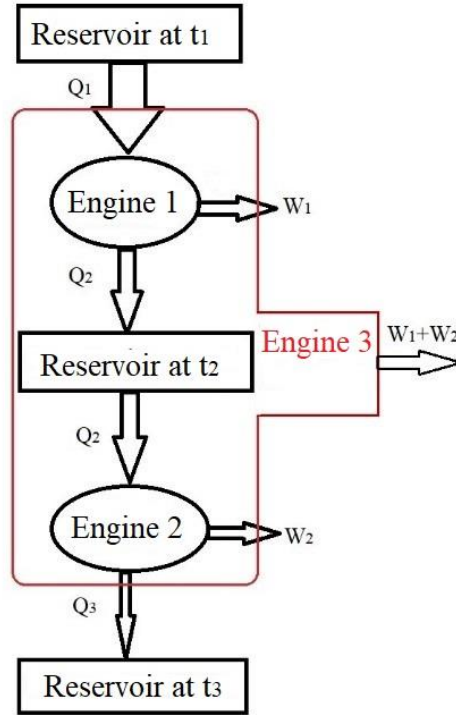 Reservoir at t₁
Q₁
Engine 1
W₁
Q₂
Reservoir at t₂
Engine 3
W₁+W₂
Q₂
Engine 2
W₂
Q₃
Reservoir at t₃